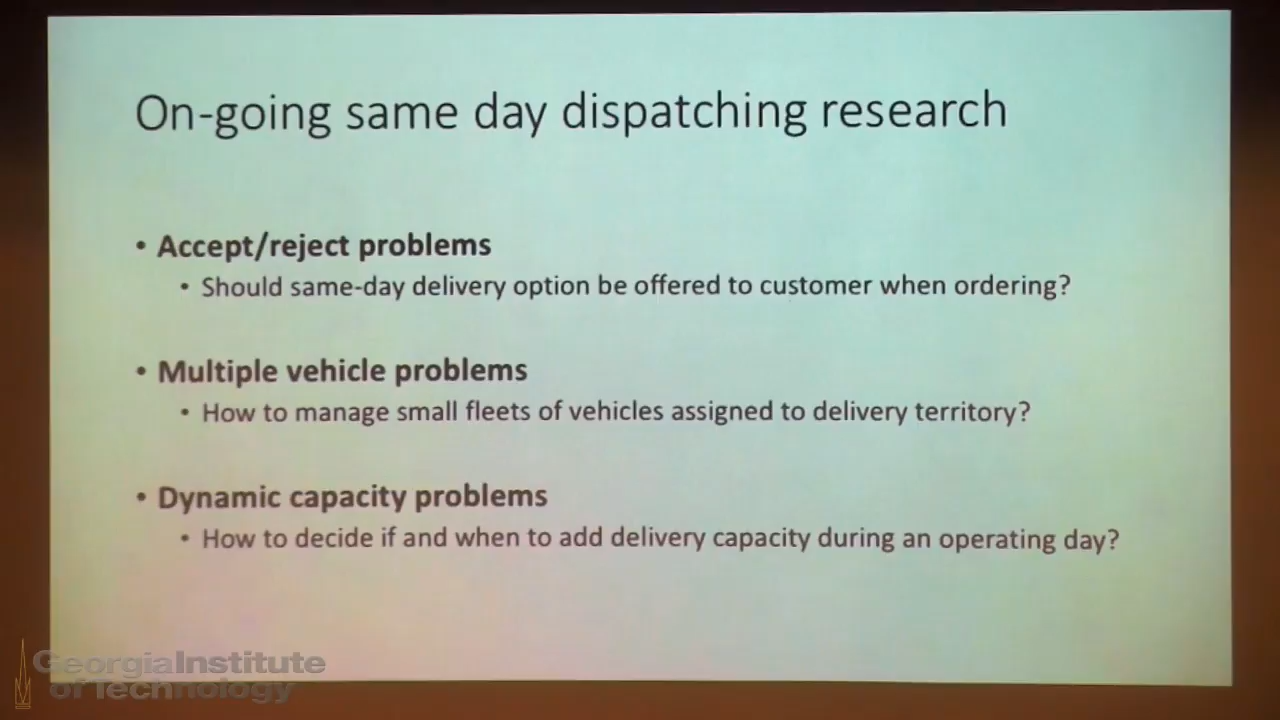 On-going same day dispatching research
• Accept/reject problems
• Should same-day delivery option be offered to customer when ordering?
• Multiple vehicle problems
• How to manage small fleets of vehicles assigned to delivery territory?
• Dynamic capacity problems
• How to decide if and when to add delivery capacity during an operating day?
GeorgiaInstitute
of Technology